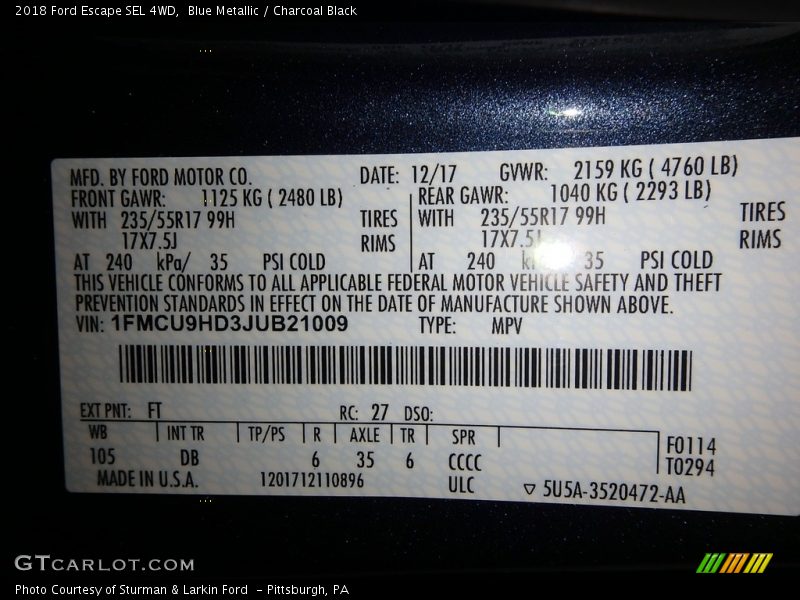 2018 Ford Escape SEL 4WD, Blue Metallic / Charcoal Black
MFD. BY FORD MOTOR CO. DATE: 12/17 GVWR: 2159 KG ( 4760 LB)
FRONT GAWR: 1125 KG ( 2480 LB) REAR GAWR: 1040 KG ( 2293 LB)
WITH 235/55R17 99H TIRES WITH 235/55R17 99H TIRES
17X7.5J RIMS 17X7.5J RIMS
AT 240 kPa/ 35 PSI COLD AT 240 35 PSI COLD
THIS VEHICLE CONFORMS TO ALL APPLICABLE FEDERAL MOTOR VEHICLE SAFETY AND THEFT
PREVENTION STANDARDS IN EFFECT ON THE DATE OF MANUFACTURE SHOWN ABOVE.
VIN: 1FMCU9HD3JUB21009 TYPE: MPV
EXT PNT: FT RC: 27 DSO:
WB INT TR TP/PS R AXLE TR SPR F0114
105 DB 6 35 6 CCCC T0294
MADE IN U.S.A. 1201712110896 ULC ▽ 5U5A-3520472-AA
GTCARLOT.COM
Photo Courtesy of Sturman & Larkin Ford - Pittsburgh, PA